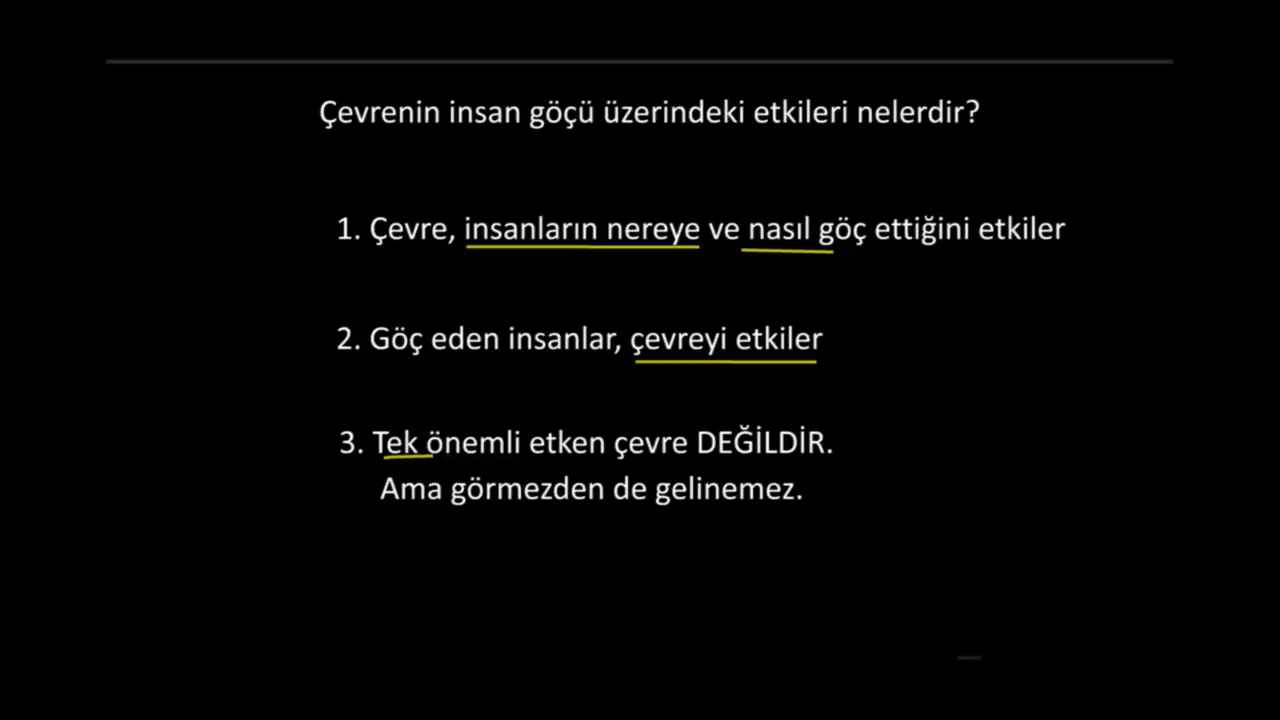 Çevrenin insan göçü üzerindeki etkileri nelerdir?
1. Çevre, insanların nereye ve nasıl göç ettiğini etkiler
2. Göç eden insanlar, çevreyi etkiler
3. Tek önemli etken çevre DEĞİLDİR.
Ama görmezden de gelinemez.